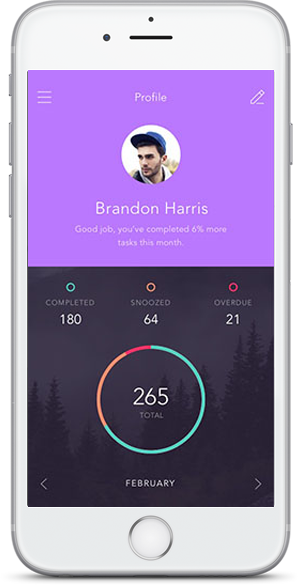 Profile
Brandon Harris
Good job, you've completed 6% more
tasks this month.
COMPLETED SNOOZED OVERDUE
180 64 21
265
TOTAL
FEBRUARY